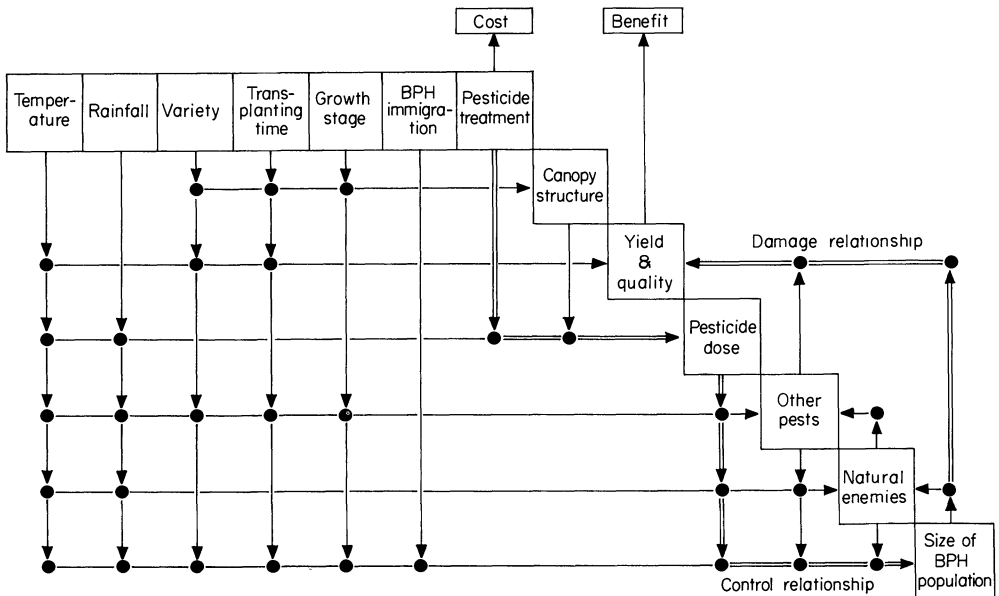 Cost
Benefit
Temper-
ature
Rainfall
Variety
Trans-
planting
time
Growth
stage
BPH
immigra-
tion
Pesticide
treatment
Canopy
structure
Yield
&
quality
Damage relationship
Pesticide
dose
Other
pests
Natural
enemies
Size of
BPH
population
Control relationship